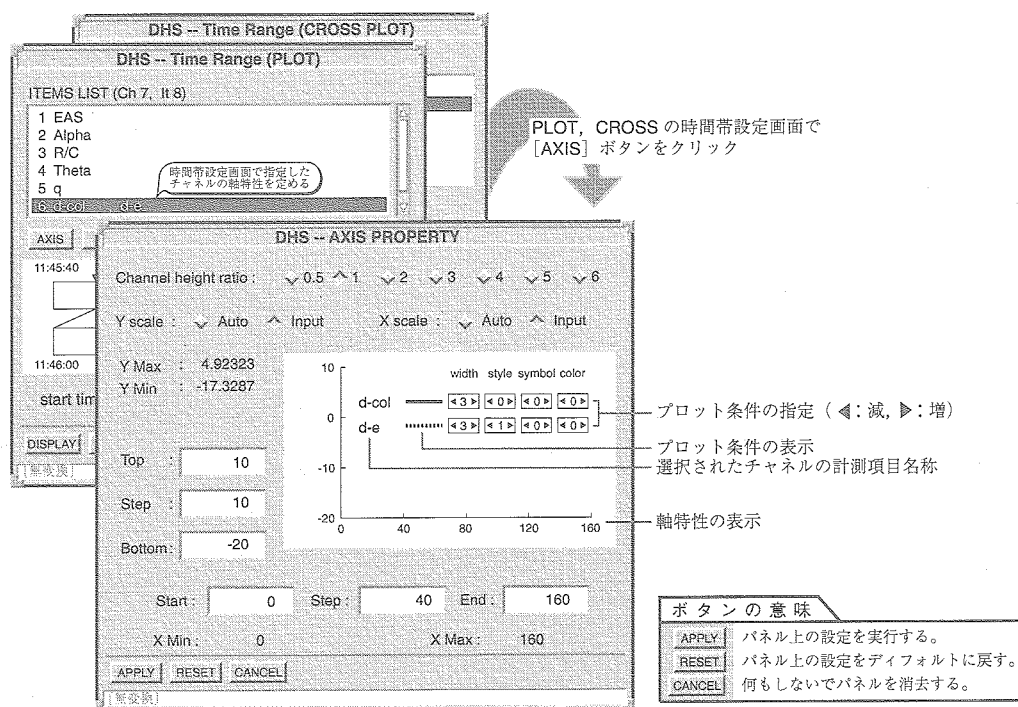 DHS -- Time Range (CROSS PLOT)
DHS -- Time Range (PLOT)
ITEMS LIST (Ch 7, It 8)
1 EAS
2 Alpha
3 R/C
4 Theta
5 q
6 d-col d-e
時間帯設定画面で指定した
チャネルの軸特性を定める
PLOT, CROSS の時間帯設定画面で
[AXIS] ボタンをクリック
AXIS
11:45:40
11:46:00
start tim
DISPLAY
[無変換]
DHS -- AXIS PROPERTY
Channel height ratio : 0.5 1 2 3 4 5 6
Y scale : Auto Input X scale : Auto Input
Y Max : 4.92323
Y Min : -17.3287
Top : 10
Step : 10
Bottom : -20
10
0
-10
-20
0 40 80 120 160
width style symbol color
d-col ◀3▶ ◀0▶ ◀0▶ ◀0▶
d-e ◀3▶ ◀1▶ ◀0▶ ◀0▶
プロット条件の指定 (◀:減, ▶:増)
プロット条件の表示
選択されたチャネルの計測項目名称
軸特性の表示
Start : 0 Step : 40 End : 160
X Min : 0 X Max : 160
APPLY RESET CANCEL
[無変換]
ボタンの意味
APPLY パネル上の設定を実行する。
RESET パネル上の設定をディフォルトに戻す。
CANCEL 何もしないでパネルを消去する。